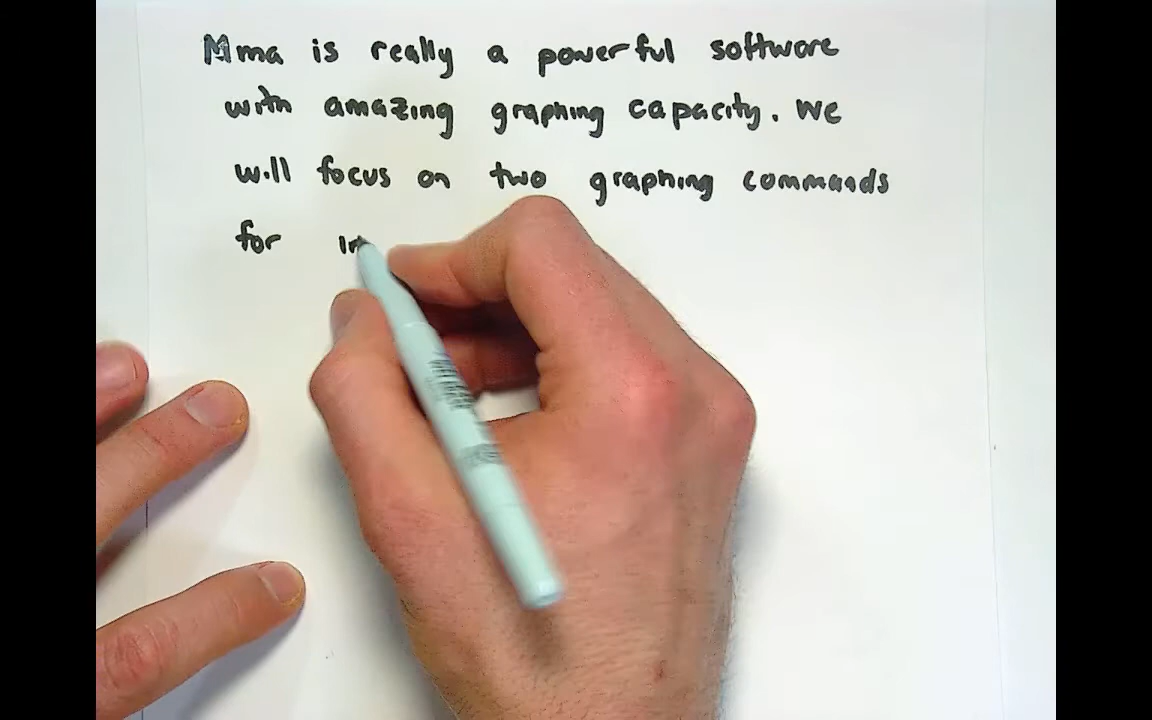 Mma is really a powerful software
with amazing graphing capacity. We
will focus on two graphing commands
for